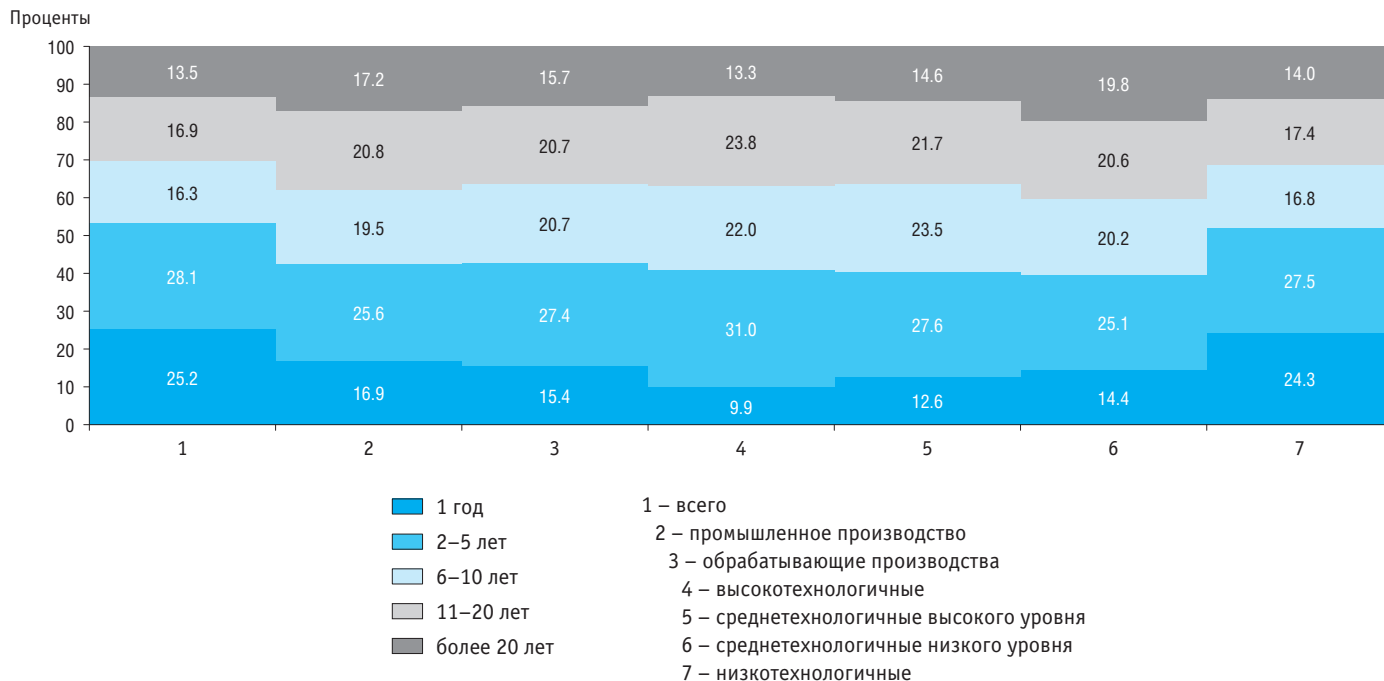 Проценты
100
90
80
70
60
50
40
30
20
10
0
13.5 17.2 15.7 13.3 14.6 19.8 14.0
16.9 20.8 20.7 23.8 21.7 20.6 17.4
16.3 19.5 20.7 22.0 23.5 20.2 16.8
28.1 25.6 27.4 31.0 27.6 25.1 27.5
25.2 16.9 15.4 9.9 12.6 14.4 24.3
1 2 3 4 5 6 7
1 год
2–5 лет
6–10 лет
11–20 лет
более 20 лет
1 – всего
2 – промышленное производство
3 – обрабатывающие производства
4 – высокотехнологичные
5 – среднетехнологичные высокого уровня
6 – среднетехнологичные низкого уровня
7 – низкотехнологичные